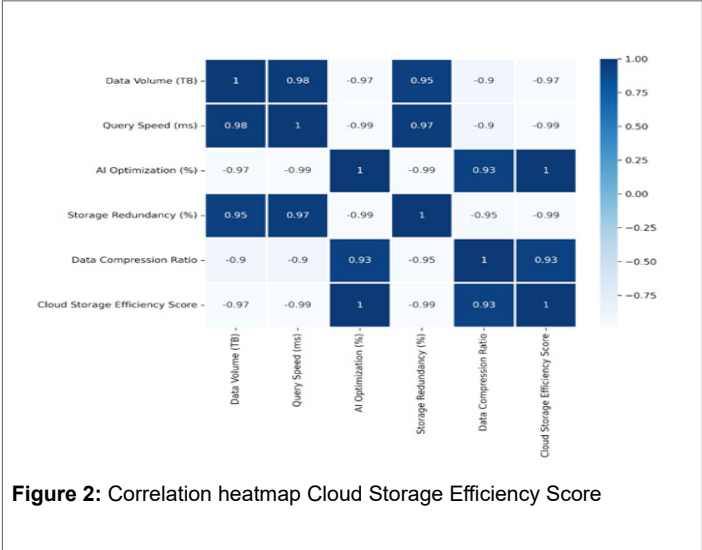 Data Volume (TB) 1 0.98 -0.97 0.95 -0.9 -0.97
Query Speed (ms) 0.98 1 -0.99 0.97 -0.9 -0.99
AI Optimization (%) -0.97 -0.99 1 -0.99 0.93 1
Storage Redundancy (%) 0.95 0.97 -0.99 1 -0.95 -0.99
Data Compression Ratio -0.9 -0.9 0.93 -0.95 1 0.93
Cloud Storage Efficiency Score -0.97 -0.99 1 -0.99 0.93 1
Data Volume (TB)
Query Speed (ms)
AI Optimization (%)
Storage Redundancy (%)
Data Compression Ratio
Cloud Storage Efficiency Score
1.00
0.75
0.50
0.25
0.00
−0.25
−0.50
−0.75
Figure 2: Correlation heatmap Cloud Storage Efficiency Score